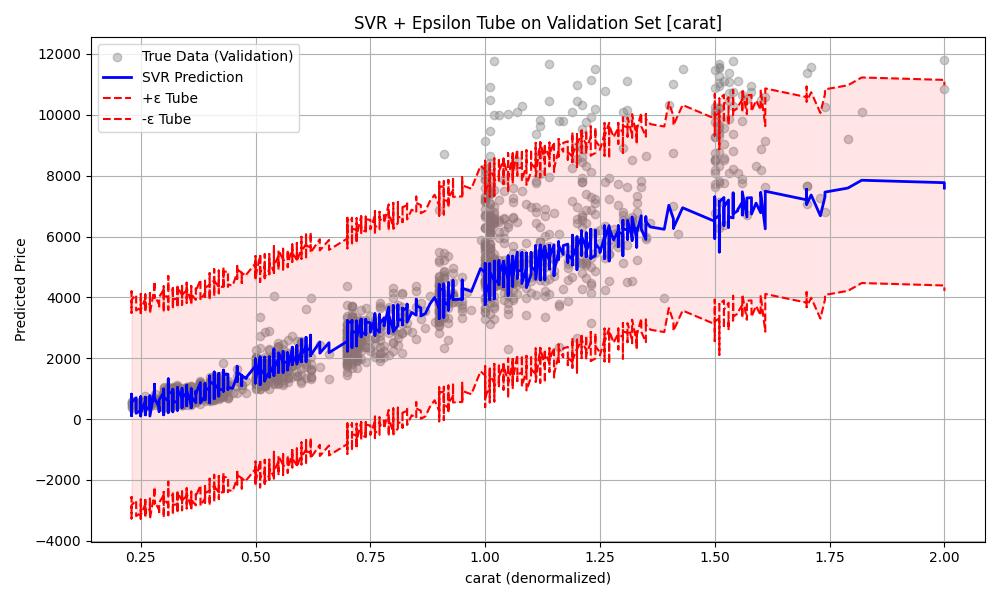 SVR + Epsilon Tube on Validation Set [carat]
True Data (Validation)
SVR Prediction
+ε Tube
-ε Tube
12000
10000
8000
6000
4000
2000
0
−2000
−4000
Predicted Price
0.25 0.50 0.75 1.00 1.25 1.50 1.75 2.00
carat (denormalized)